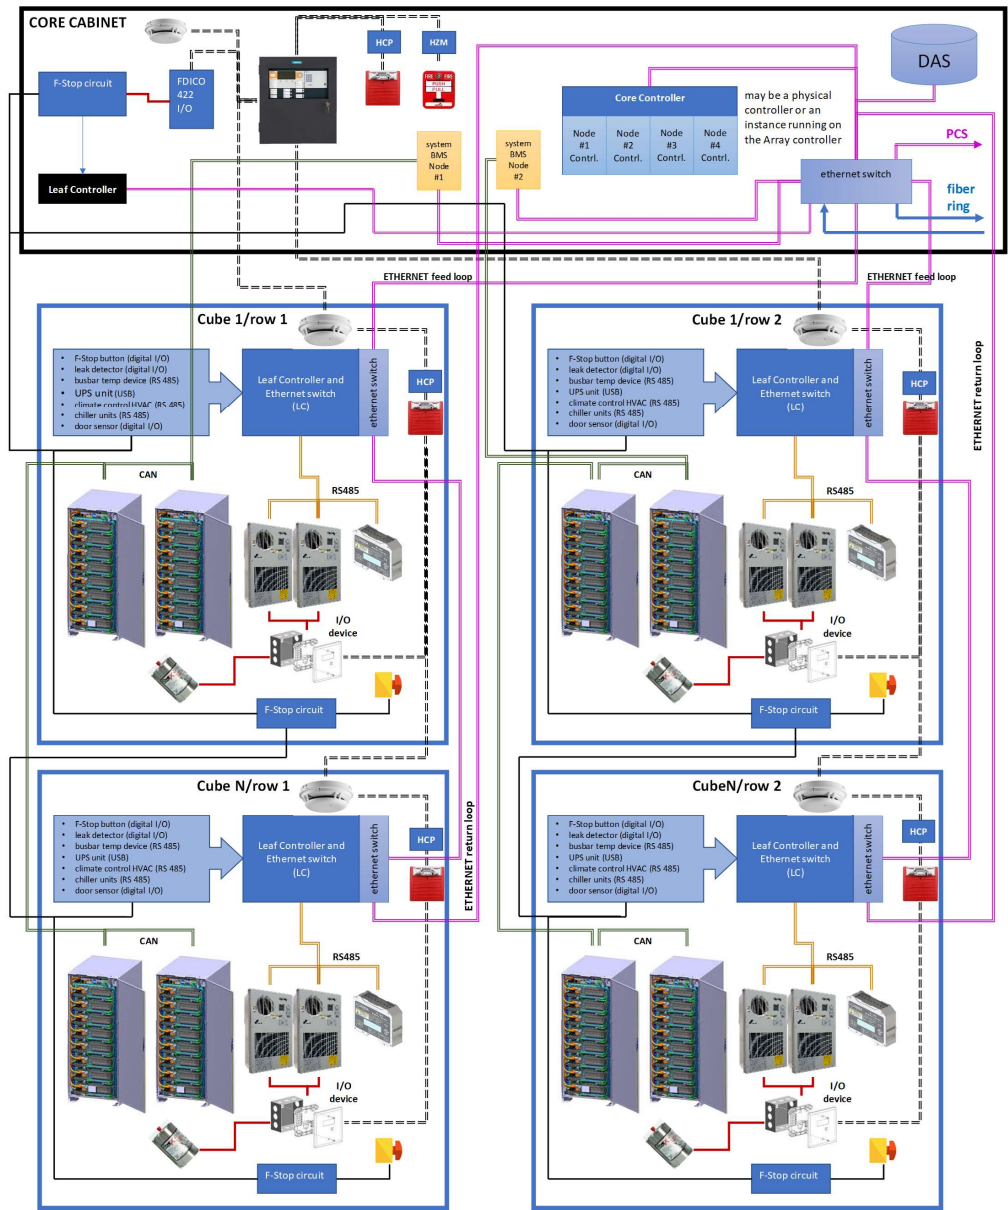 CORE CABINET
F-Stop circuit
FDICO
422
I/O
HCP
HZM
FIRE
FIRE
PUSH
PULL
DAS
Core Controller
Node
#1
Contrl.
Node
#2
Contrl.
Node
#3
Contrl.
Node
#4
Contrl.
may be a physical
controller or an
instance running on
the Array controller
PCS
system
BMS
Node
#1
system
BMS
Node
#2
ethernet switch
Leaf Controller
fiber
ring
ETHERNET feed loop
ETHERNET feed loop
Cube 1/row 1
• F-Stop button (digital I/O)
• leak detector (digital I/O)
• busbar temp device (RS 485)
• UPS unit (USB)
• climate control HVAC (RS 485)
• chiller units (RS 485)
• door sensor (digital I/O)
Leaf Controller and
Ethernet switch
(LC)
ethernet switch
HCP
CAN
RS485
I/O
device
F-Stop circuit
Cube 1/row 2
• F-Stop button (digital I/O)
• leak detector (digital I/O)
• busbar temp device (RS 485)
• UPS unit (USB)
• climate control HVAC (RS 485)
• chiller units (RS 485)
• door sensor (digital I/O)
Leaf Controller and
Ethernet switch
(LC)
ethernet switch
HCP
ETHERNET return loop
CAN
RS485
I/O
device
F-Stop circuit
Cube N/row 1
• F-Stop button (digital I/O)
• leak detector (digital I/O)
• busbar temp device (RS 485)
• UPS unit (USB)
• climate control HVAC (RS 485)
• chiller units (RS 485)
• door sensor (digital I/O)
Leaf Controller and
Ethernet switch
(LC)
ethernet switch
HCP
ETHERNET return loop
CAN
RS485
I/O
device
F-Stop circuit
CubeN/row 2
• F-Stop button (digital I/O)
• leak detector (digital I/O)
• busbar temp device (RS 485)
• UPS unit (USB)
• climate control HVAC (RS 485)
• chiller units (RS 485)
• door sensor (digital I/O)
Leaf Controller and
Ethernet switch
(LC)
ethernet switch
HCP
CAN
RS485
I/O
device
F-Stop circuit